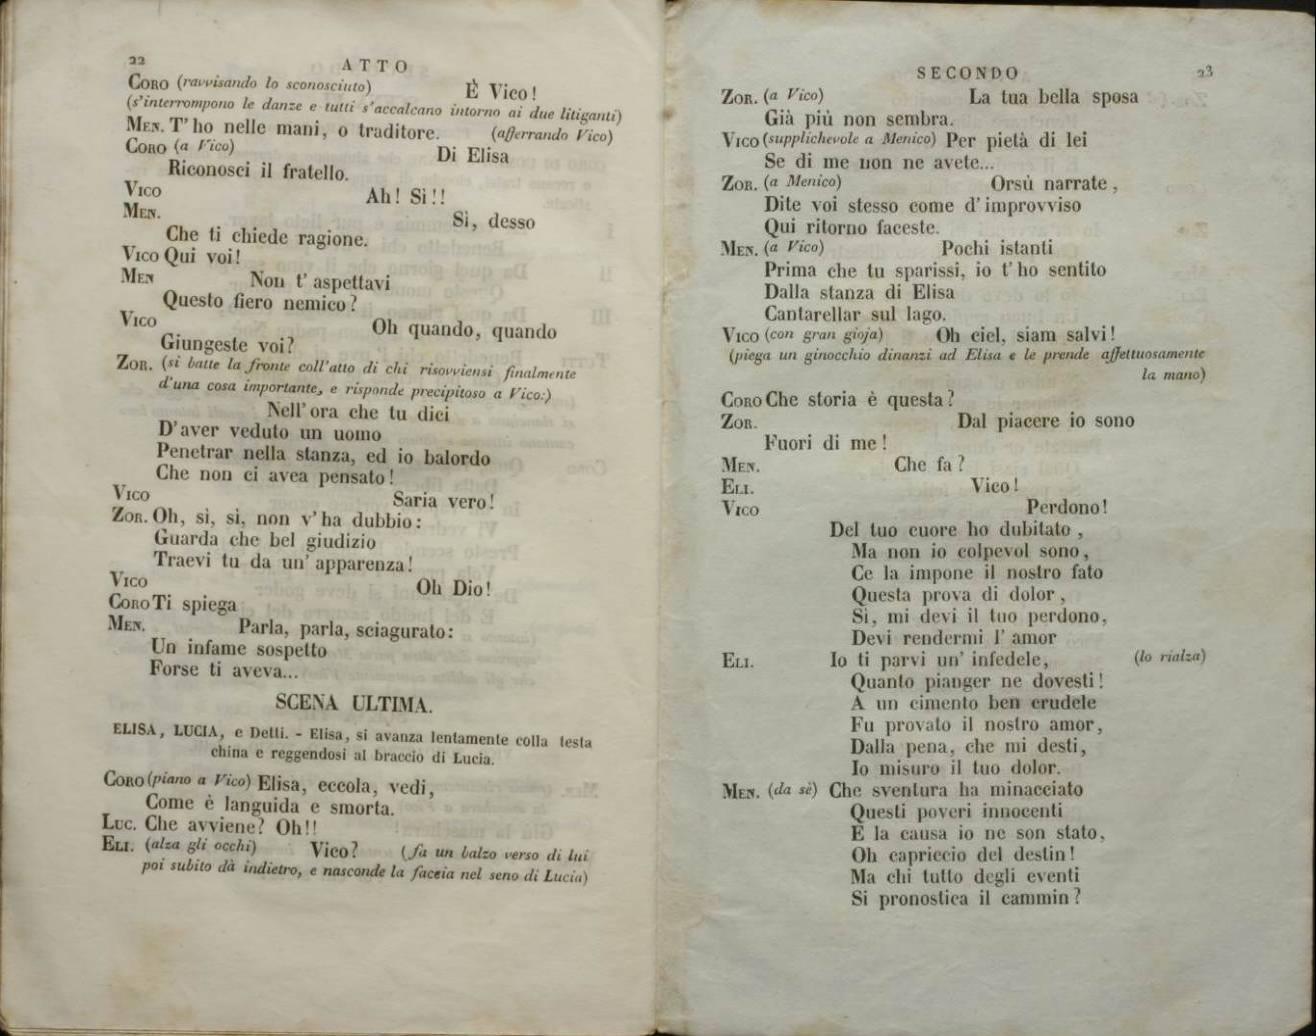 22
ATTO
CORO (ravvisando lo sconosciuto) È Vico!
(s'interrompono le danze e tutti s'accalcano intorno ai due litiganti)
MEN. T'ho nelle mani, o traditore. (afferrando Vico)
CORO (a Vico) Di Elisa
Riconosci il fratello.
VICO Ah! Si!!
MEN. Si, desso
Che ti chiede ragione.
VICO Qui voi!
MEN Non t'aspettavi
Questo fiero nemico?
VICO Oh quando, quando
Giungeste voi?
ZOR. (si batte la fronte coll'atto di chi risovviensi finalmente
d'una cosa importante, e risponde precipitoso a Vico:)
Nell'ora che tu dici
D'aver veduto un uomo
Penetrar nella stanza, ed io balordo
Che non ci avea pensato!
VICO Saria vero!
ZOR. Oh, sì, si, non v'ha dubbio:
Guarda che bel giudizio
Traevi tu da un'apparenza!
VICO Oh Dio!
CORO Ti spiega
MEN. Parla, parla, sciagurato:
Un infame sospetto
Forse ti aveva...
SCENA ULTIMA.
ELISA, LUCIA, e Detti. - Elisa, si avanza lentamente colla testa
china e reggendosi al braccio di Lucia.
CORO (piano a Vico) Elisa, eccola, vedi,
Come è languida e smorta.
LUC. Che avviene? Oh!!
ELI. (alza gli occhi) Vico? (fa un balzo verso di lui
poi subito dà indietro, e nasconde la faccia nel seno di Lucia)
SECONDO
23
ZOR. (a Vico) La tua bella sposa
Già più non sembra.
VICO (supplichevole a Menico) Per pietà di lei
Se di me non ne avete...
ZOR. (a Menico) Orsù narrate,
Dite voi stesso come d'improvviso
Qui ritorno faceste.
MEN. (a Vico) Pochi istanti
Prima che tu sparissi, io t'ho sentito
Dalla stanza di Elisa
Cantarellar sul lago.
VICO (con gran gioja) Oh ciel, siam salvi!
(piega un ginocchio dinanzi ad Elisa e le prende affettuosamente
la mano)
CORO Che storia è questa?
ZOR. Dal piacere io sono
Fuori di me!
MEN. Che fa?
ELI. Vico!
VICO Perdono!
Del tuo cuore ho dubitato,
Ma non io colpevol sono,
Ce la impone il nostro fato
Questa prova di dolor,
Si, mi devi il tuo perdono,
Devi rendermi l'amor
ELI. Io ti parvi un'infedele, (lo rialza)
Quanto pianger ne dovesti!
A un cimento ben crudele
Fu provato il nostro amor,
Dalla pena, che mi desti,
Io misuro il tuo dolor.
MEN. (da sè) Che sventura ha minacciato
Questi poveri innocenti
E la causa io ne son stato,
Oh capriccio del destin!
Ma chi tutto degli eventi
Si pronostica il cammin?